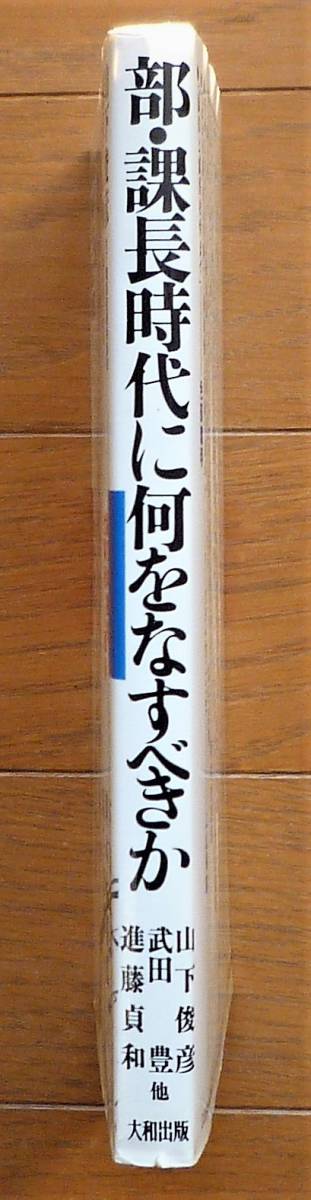 部・課長時代に何をなすべきか
山下俊彦
武田豊他
進藤貞和
大和出版